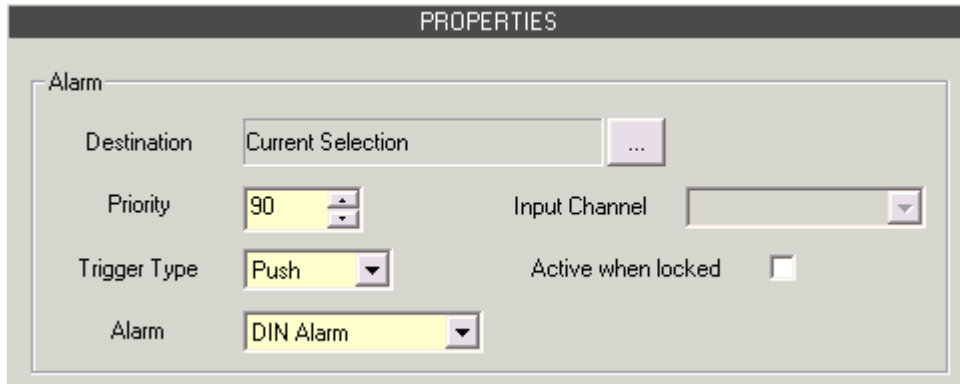 PROPERTIES
Alarm
Destination Current Selection ...
Priority 90 Input Channel
Trigger Type Push Active when locked
Alarm DIN Alarm